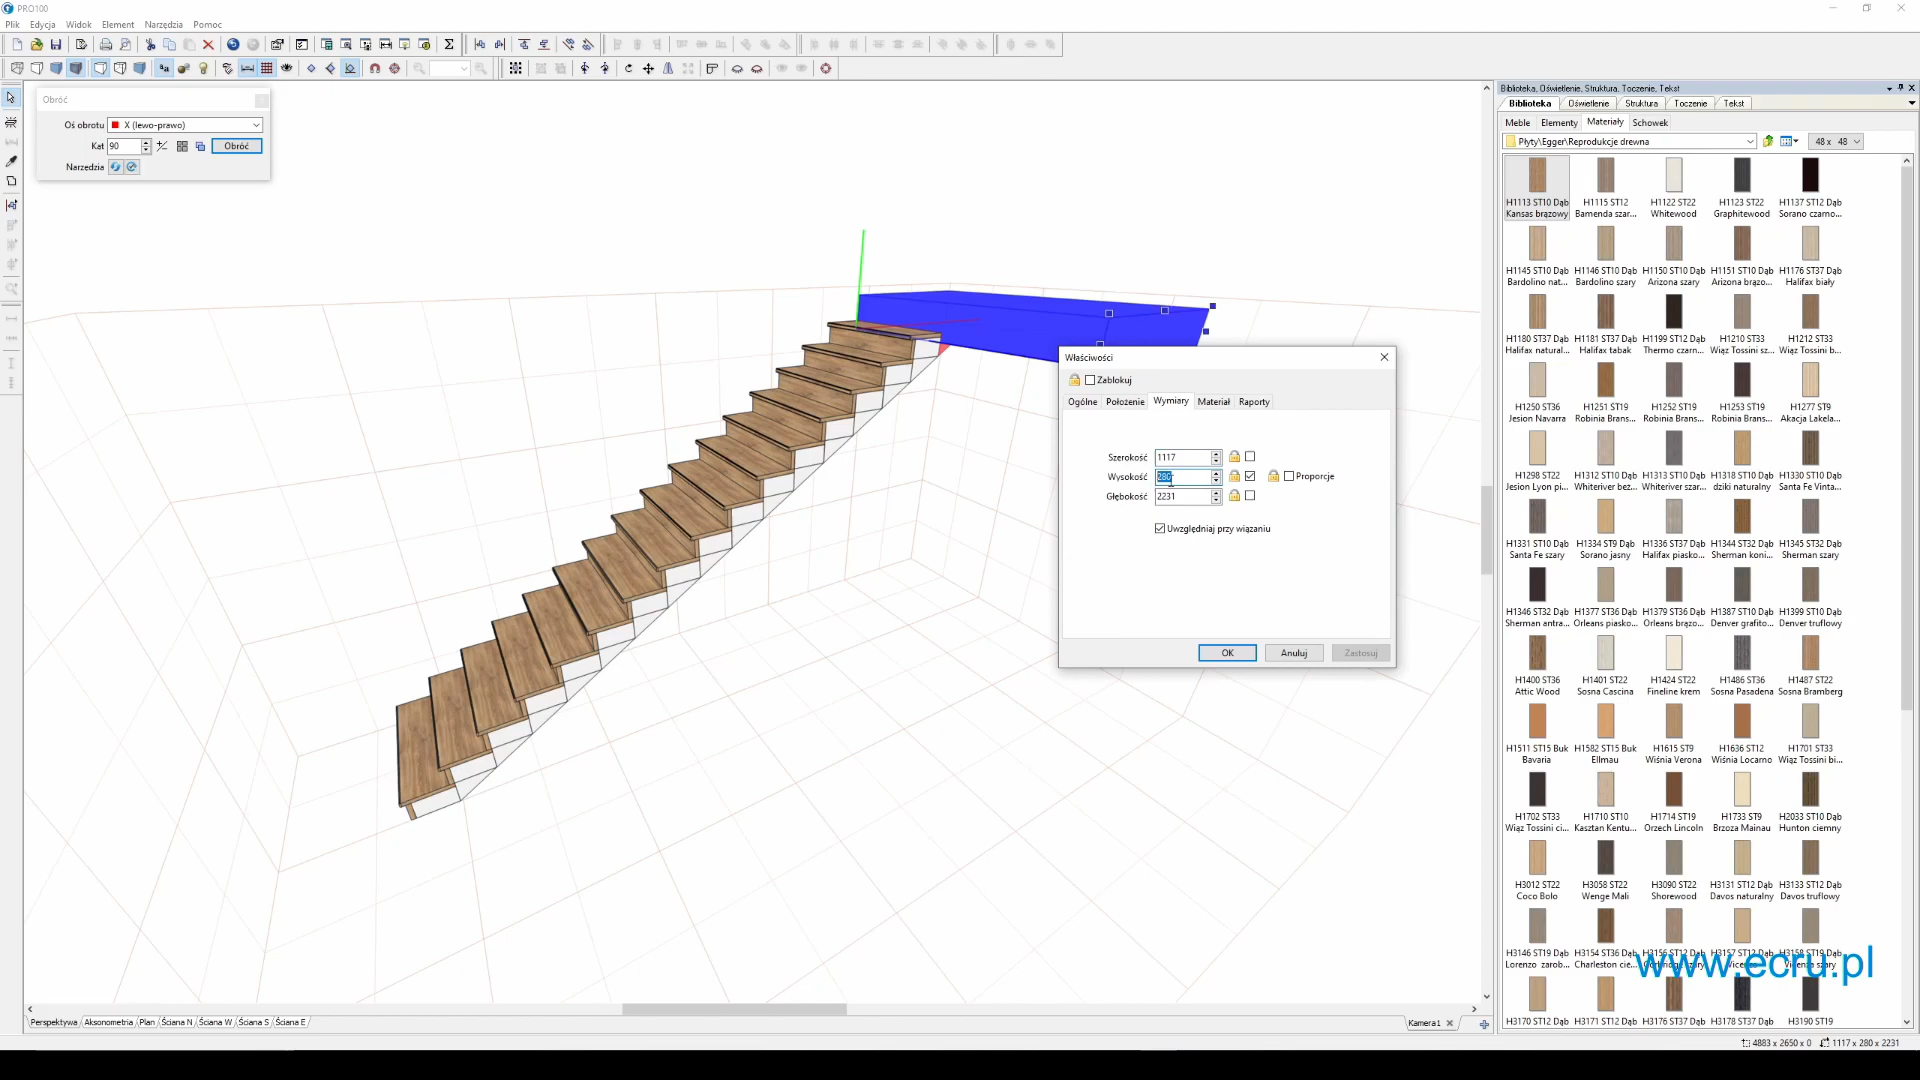 PRO100
Plik Edycja Widok Element Narzędzia Pomoc
Obróć
Oś obrotu X (lewo-prawo)
Kąt 90 Obróć
Narzędzia
Właściwości
Zablokuj
Ogólne Położenie Wymiary Materiał Raporty
Szerokość 1117
Wysokość 280 Proporcje
Głębokość 2231
Uwzględniaj przy wiązaniu
OK Anuluj Zastosuj
Perspektywa Aksonometria Plan Ściana N Ściana W Ściana S Ściana E
Kamera1
Biblioteka, Oświetlenie, Struktura, Toczenie, Tekst
Biblioteka Oświetlenie Struktura Toczenie Tekst
Meble Elementy Materiały Schowek
Płyty\Egger\Reprodukcje drewna 48 x 48
H1113 ST10 Dąb H1115 ST12 H1122 ST22 H1123 ST22 H1137 ST12 Dąb
Kansas brązowy Bamenda szar... Whitewood Graphitewood Sorano czarno...
H1145 ST10 Dąb H1146 ST10 Dąb H1150 ST10 Dąb H1151 ST10 Dąb H1176 ST37 Dąb
Bardolino nat... Bardolino szary Arizona szary Arizona brązo... Halifax biały
H1180 ST37 Dąb H1181 ST37 Dąb H1199 ST12 Dąb H1210 ST33 H1212 ST33
Halifax natural... Halifax tabak Thermo czarn... Wiąz Tossini sz... Wiąz Tossini b...
H1250 ST36 H1251 ST19 H1252 ST19 H1253 ST19 H1277 ST9
Jesion Navarra Robinia Brans... Robinia Brans... Robinia Brans... Akacja Lakela...
H1298 ST22 H1312 ST10 Dąb H1313 ST10 Dąb H1318 ST10 Dąb H1330 ST10 Dąb
Jesion Lyon pi... Whiteriver bez... Whiteriver szar... dziki naturalny Santa Fe Vinta...
H1331 ST10 Dąb H1334 ST9 Dąb H1336 ST37 Dąb H1344 ST32 Dąb H1345 ST32 Dąb
Santa Fe szary Sorano jasny Halifax piasko... Sherman koni... Sherman szary
H1346 ST32 Dąb H1377 ST36 Dąb H1379 ST36 Dąb H1387 ST10 Dąb H1399 ST10 Dąb
Sherman antra... Orleans piasko... Orleans brązo... Denver grafito... Denver truflowy
H1400 ST36 H1401 ST22 H1424 ST22 H1486 ST36 H1487 ST22
Attic Wood Sosna Cascina Fineline krem Sosna Pasadena Sosna Bramberg
H1511 ST15 Buk H1582 ST15 Buk H1615 ST9 H1636 ST12 H1701 ST33
Bavaria Ellmau Wiśnia Verona Wiśnia Locarno Wiąz Tossini bi...
H1702 ST33 H1710 ST10 H1714 ST19 H1733 ST9 H2033 ST10 Dąb
Wiąz Tossini ci... Kasztan Kentu... Orzech Lincoln Brzoza Mainau Hunton ciemny
H3012 ST22 H3058 ST22 H3090 ST22 H3131 ST12 Dąb H3133 ST12 Dąb
Coco Bolo Wenge Mali Shorewood Davos naturalny Davos truflowy
H3146 ST19 Dąb H3154 ST36 Dąb H3156 ST12 Dąb H3157 ST12 Dąb H3158 ST19 Dąb
Lorenzo zarob... Charleston cie...
www.ecru.pl
H3170 ST12 Dąb H3171 ST12 Dąb H3176 ST37 Dąb H3178 ST37 Dąb H3190 ST19
4883 x 2650 x 0 1117 x 280 x 2231